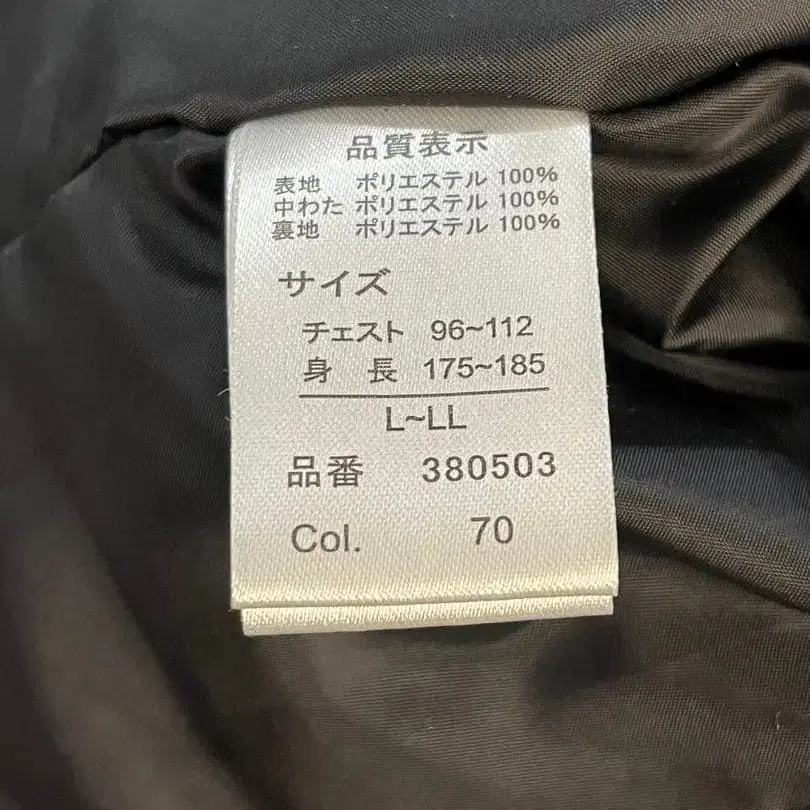 品質表示
表地 ポリエステル 100%
中わた ポリエステル 100%
裏地 ポリエステル 100%
サイズ
チェスト 96~112
身 長 175~185
L~LL
品番 380503
Col. 70